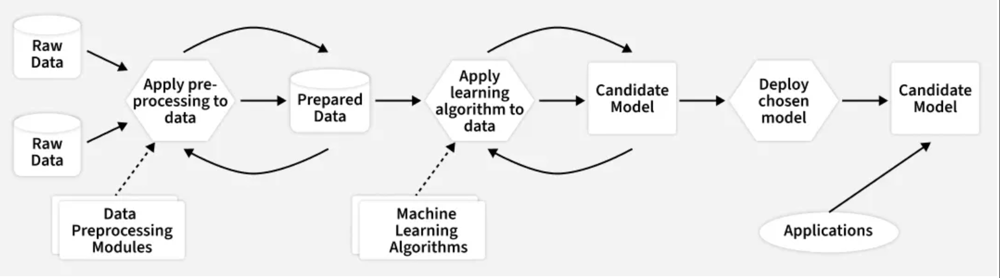 Raw
Data
Raw
Data
Apply pre-
processing to
data
Data
Preprocessing
Modules
Prepared
Data
Apply
learning
algorithm to
data
Machine
Learning
Algorithms
Candidate
Model
Deploy
chosen
model
Candidate
Model
Applications